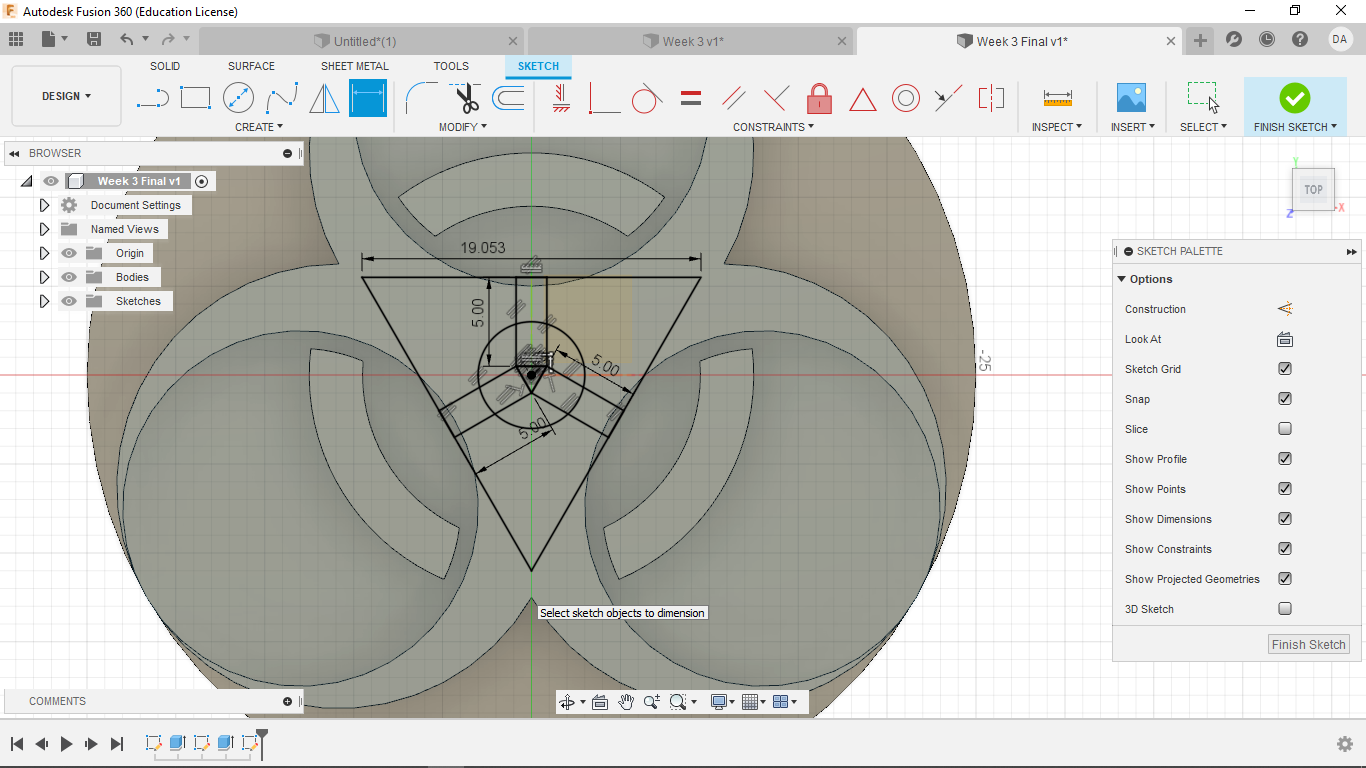 Autodesk Fusion 360 (Education License)
Untitled*(1)
Week 3 v1*
Week 3 Final v1*
DA
DESIGN
SOLID
SURFACE
SHEET METAL
TOOLS
SKETCH
CREATE
MODIFY
CONSTRAINTS
INSPECT
INSERT
SELECT
FINISH SKETCH
BROWSER
Week 3 Final v1
Document Settings
Named Views
Origin
Bodies
Sketches
19.053
5.00
5.00
5.00
-25
Select sketch objects to dimension
Y
TOP
X
Z
SKETCH PALETTE
Options
Construction
Look At
Sketch Grid
Snap
Slice
Show Profile
Show Points
Show Dimensions
Show Constraints
Show Projected Geometries
3D Sketch
Finish Sketch
COMMENTS